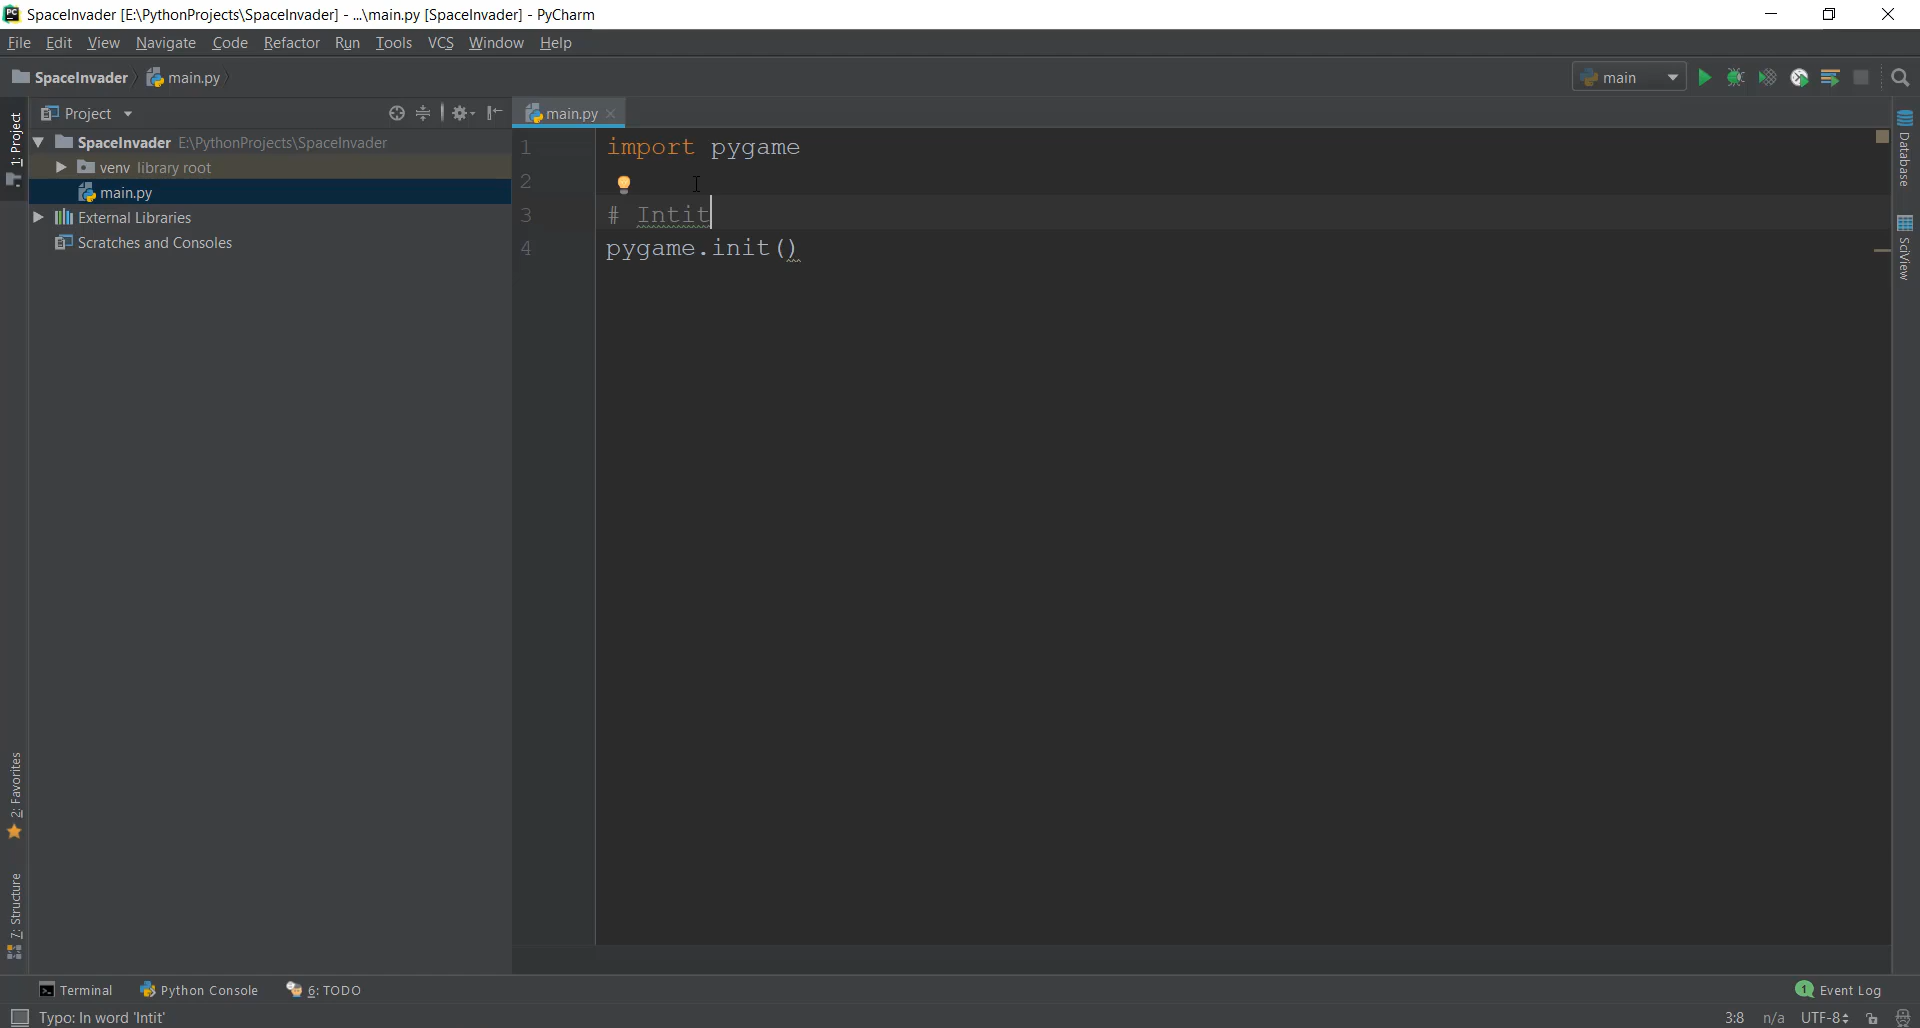 SpaceInvader [E:\PythonProjects\SpaceInvader] - ...\main.py [SpaceInvader] - PyCharm
File Edit View Navigate Code Refactor Run Tools VCS Window Help
SpaceInvader main.py main
Project
main.py
1: Project
SpaceInvader E:\PythonProjects\SpaceInvader
venv library root
main.py
External Libraries
Scratches and Consoles
1 import pygame
2
3 # Intit
4 pygame.init()
Database
SciView
2: Favorites
7: Structure
Terminal Python Console 6: TODO 1 Event Log
Typo: In word 'Intit' 3:8 n/a UTF-8